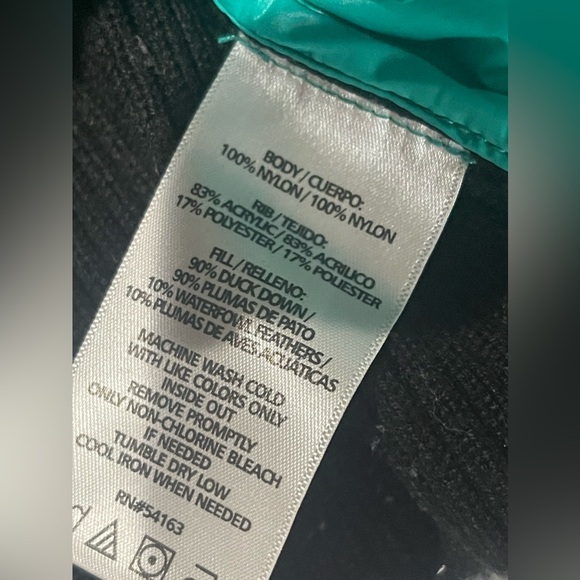 BODY / CUERPO:
100% NYLON / 100% NYLON
RIB / TEJIDO:
83% ACRYLIC / 83% ACRILICO
17% POLYESTER / 17% POLIESTER
FILL / RELLENO:
90% DUCK DOWN /
90% PLUMAS DE PATO
10% WATERFOWL FEATHERS /
10% PLUMAS DE AVES ACUATICAS
MACHINE WASH COLD
WITH LIKE COLORS ONLY
INSIDE OUT
REMOVE PROMPTLY
ONLY NON-CHLORINE BLEACH
IF NEEDED
TUMBLE DRY LOW
COOL IRON WHEN NEEDED
RN#54163